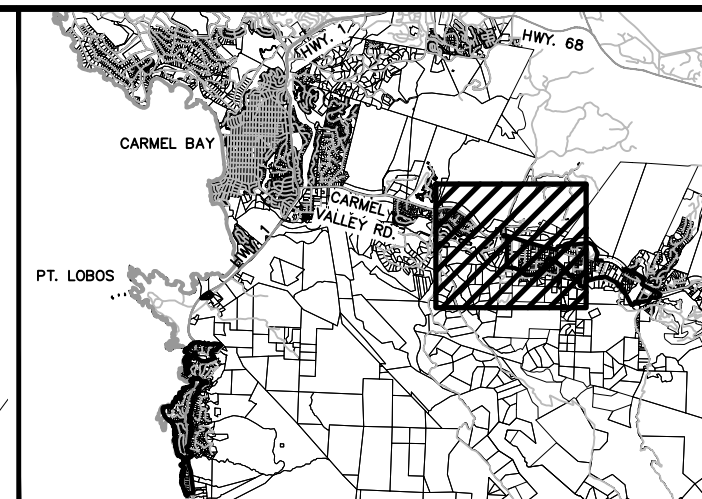 HWY. 1
HWY. 68
CARMEL BAY
CARMEL
VALLEY RD.
HWY. 1
PT. LOBOS